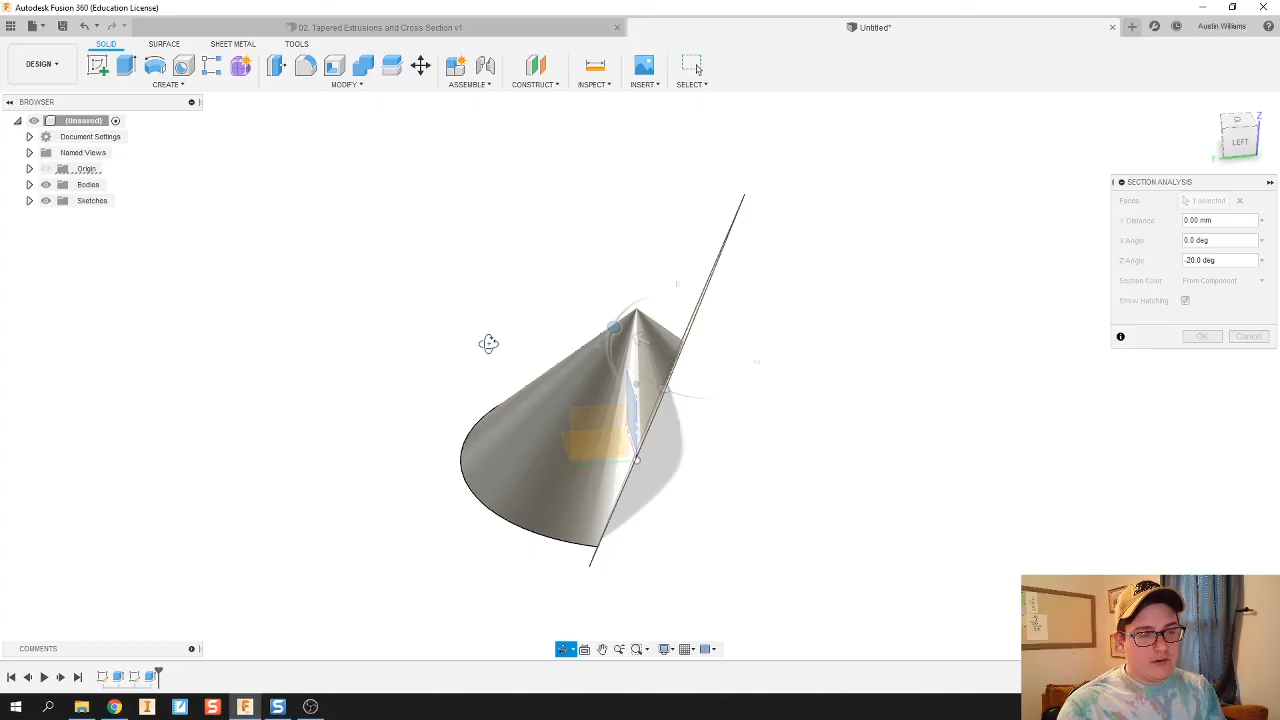 Autodesk Fusion 360 (Education License)
02. Tapered Extrusions and Cross Section v1
Untitled*
Austin Williams
SOLID SURFACE SHEET METAL TOOLS
DESIGN
CREATE MODIFY ASSEMBLE CONSTRUCT INSPECT INSERT SELECT
BROWSER
(Unsaved)
Document Settings
Named Views
Origin
Bodies
Sketches
Z
LEFT
Y
SECTION ANALYSIS
Faces 1 selected
Y Distance 0.00 mm
X Angle 0.0 deg
Z Angle -20.0 deg
Section Color From Component
Show Hatching
OK Cancel
COMMENTS